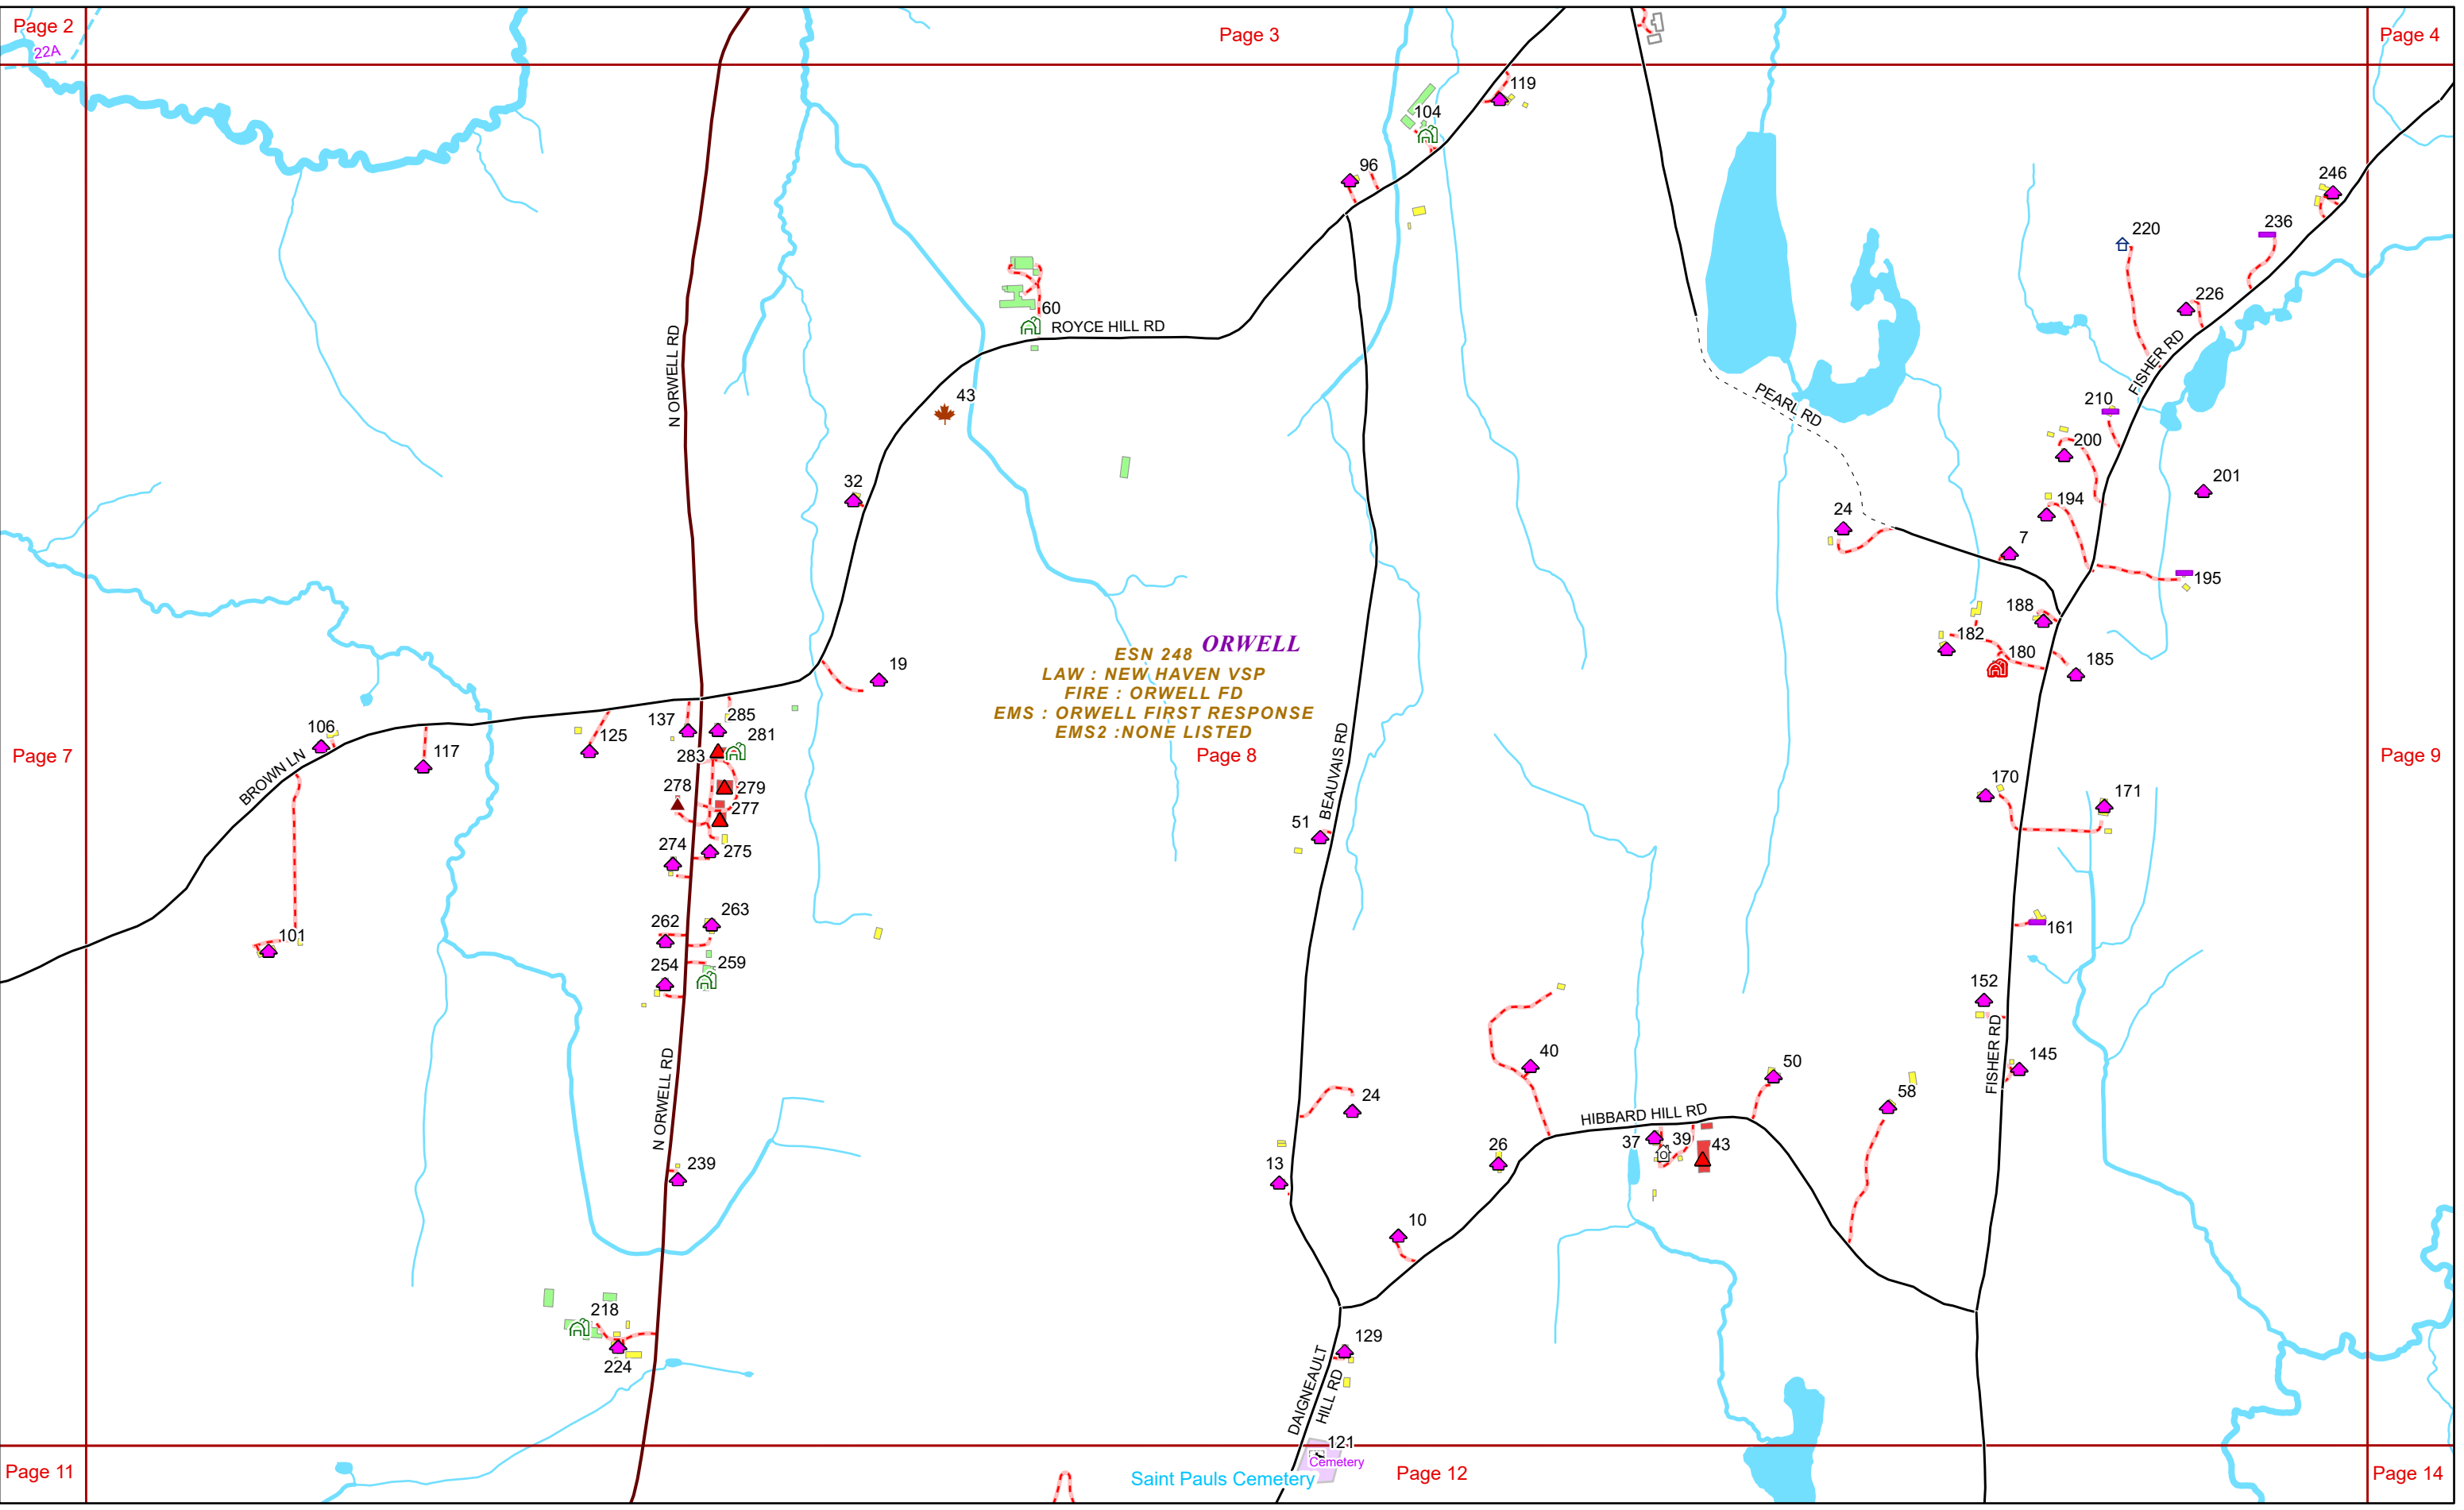 Page 2
Page 3
Page 4
22A
119
104
96
246
220
236
226
60
ROYCE HILL RD
N ORWELL RD
FISHER RD
43
PEARL RD
210
200
201
32
194
24
7
195
188
182
180
185
19
ORWELL
ESN 248
LAW : NEW HAVEN VSP
FIRE : ORWELL FD
EMS : ORWELL FIRST RESPONSE
EMS2 :NONE LISTED
Page 7
Page 8
Page 9
106
117
125
137
285
281
283
BROWN LN
278
279
277
BEAUVAIS RD
170
171
51
274
275
263
262
161
101
254
259
152
FISHER RD
145
N ORWELL RD
40
50
24
58
HIBBARD HILL RD
37
39
43
26
13
239
10
218
224
129
DAIGNEAULT
HILL RD
121
Cemetery
Saint Pauls Cemetery
Page 11
Page 12
Page 14